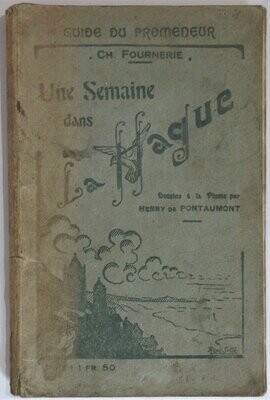 GUIDE DU PROMENEUR
CH. FOURNERIE
Une Semaine
dans
La Hague
Dessins à la Plume par
HENRY DE PONTAUMONT
1 FR. 50